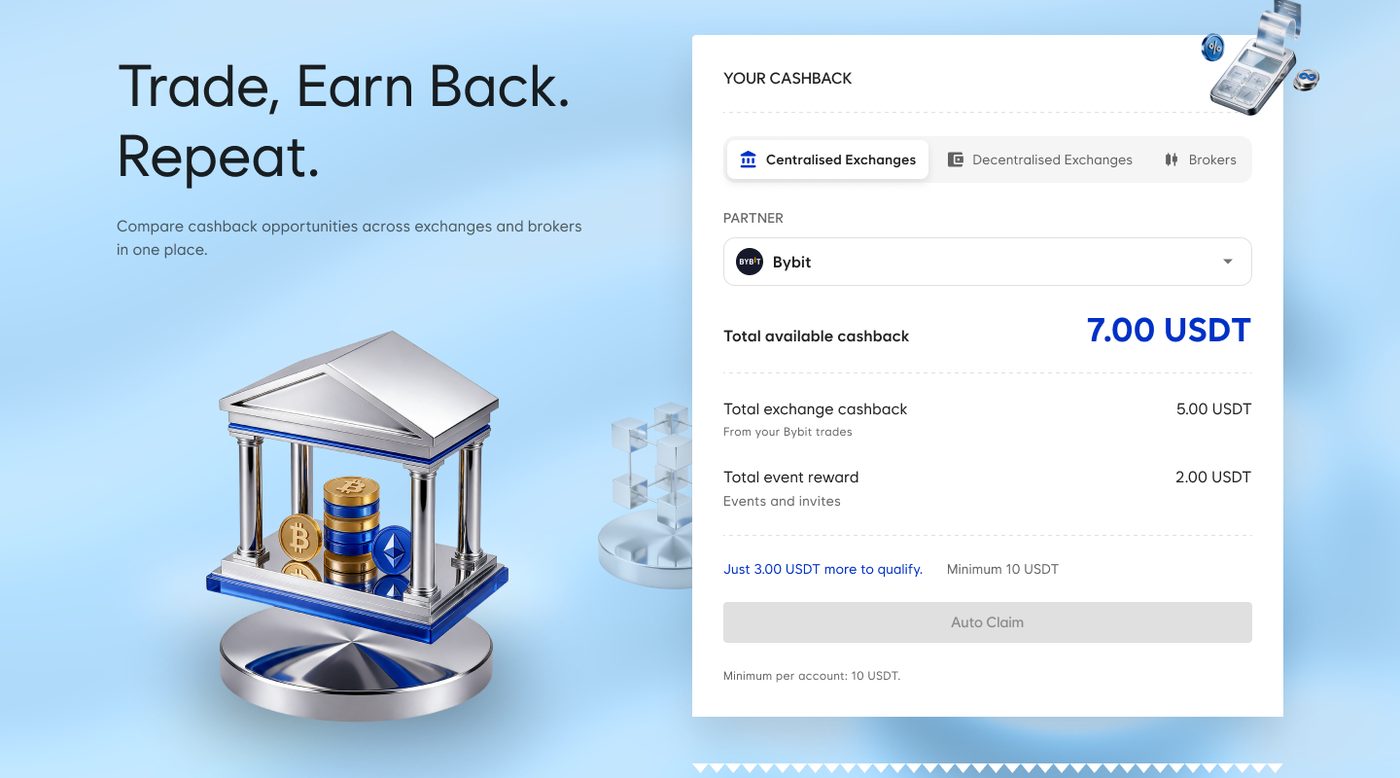 Trade, Earn Back.
Repeat.
Compare cashback opportunities across exchanges and brokers
in one place.
YOUR CASHBACK
Centralised Exchanges
Decentralised Exchanges
Brokers
PARTNER
BYBIT
Bybit
Total available cashback
7.00 USDT
Total exchange cashback
5.00 USDT
From your Bybit trades
Total event reward
2.00 USDT
Events and invites
Just 3.00 USDT more to qualify.
Minimum 10 USDT
Auto Claim
Minimum per account: 10 USDT.